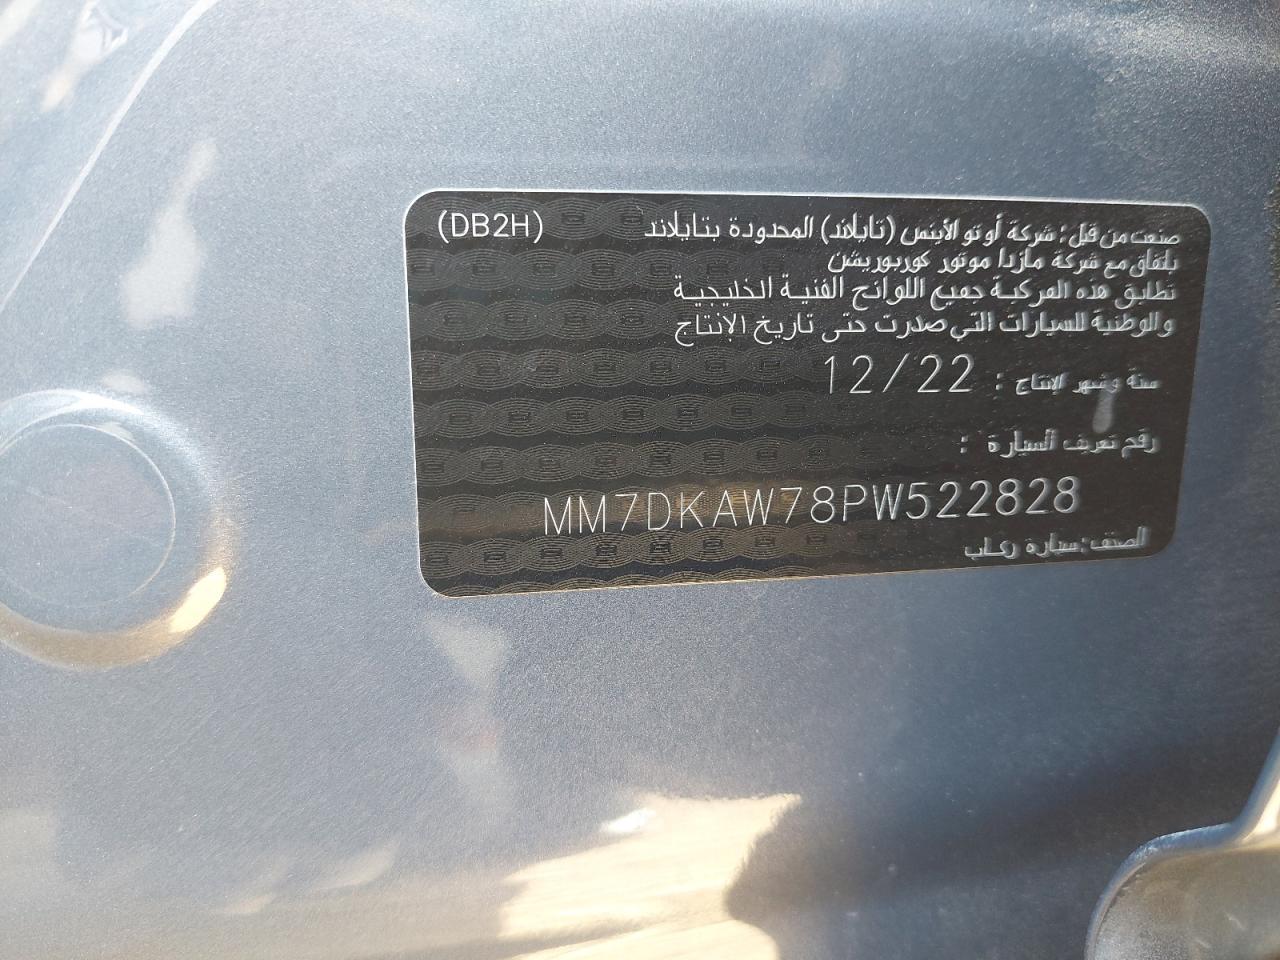 (DB2H)
صنعت من قبل: شركة أوتو الأينس (تايلاند) المحدودة بتايلاند
بإتفاق مع شركة مازدا موتور كوربوريشن
تطابق هذه المركبة جميع اللوائح الفنية الخليجية
والوطنية للسيارات التي صدرت حتى تاريخ الإنتاج
سنة وشهر الإنتاج : 12/22
رقم تعريف السيارة :
MM7DKAW78PW522828
الصنف: سيارة ركاب